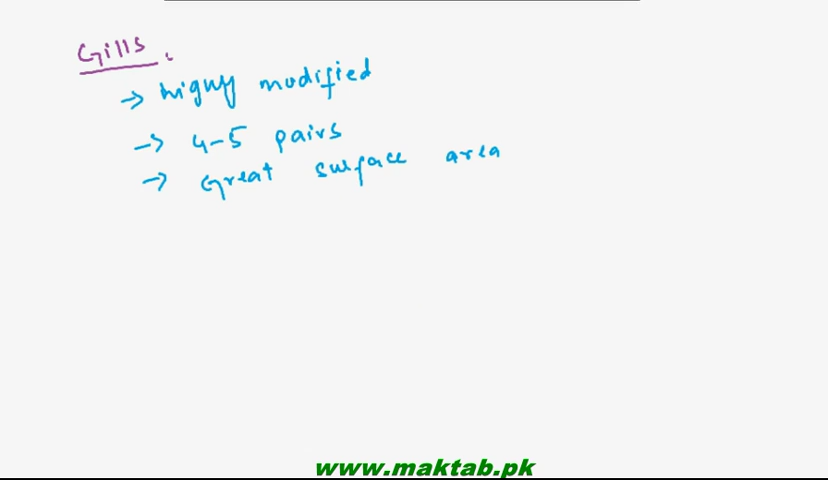 Gills.
→ highly modified
→ 4-5 pairs
→ Great surface area
www.maktab.pk